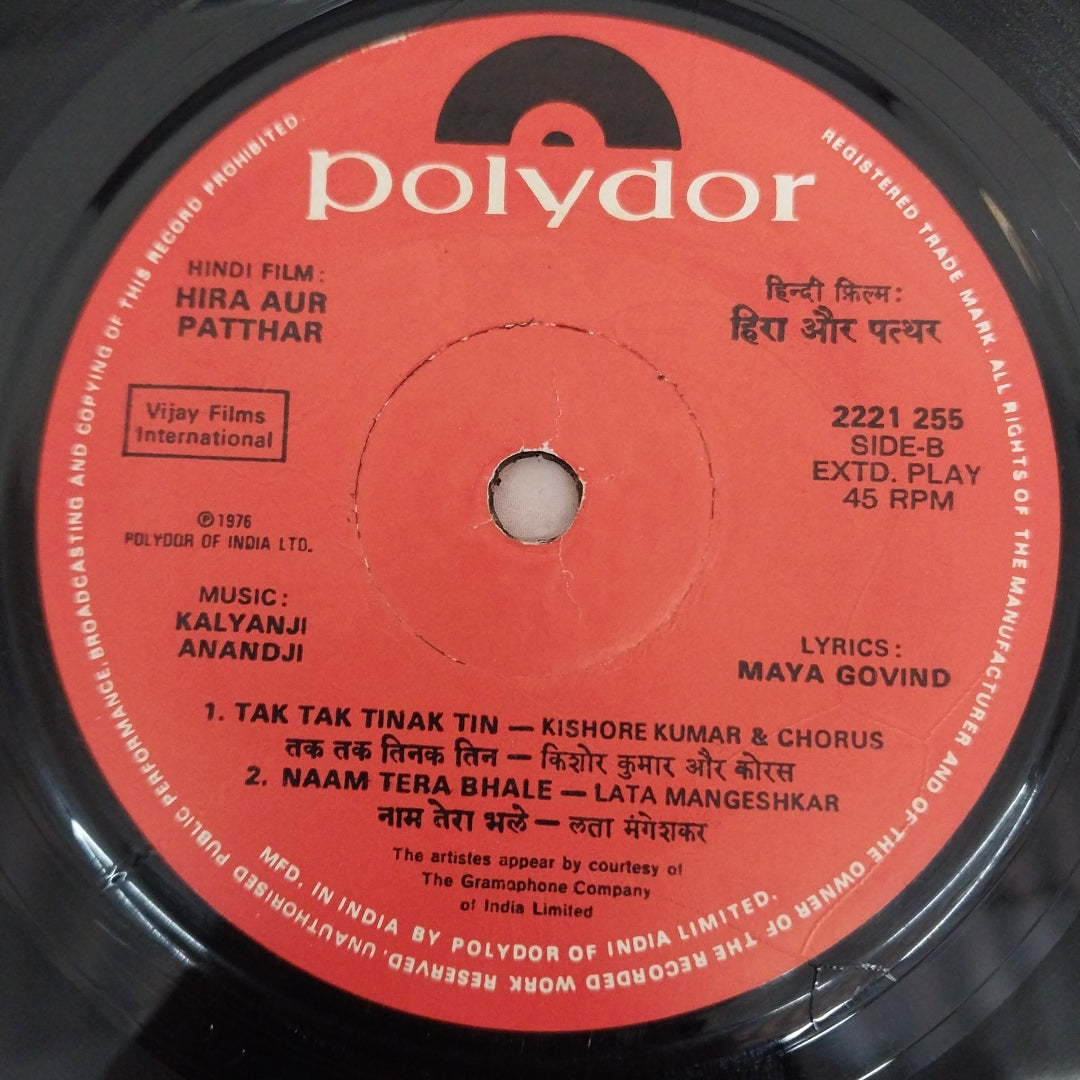 polydor
HINDI FILM:
HIRA AUR
PATTHAR
हिन्दी फ़िल्म:
हिरा और पत्थर
Vijay Films
International
2221 255
SIDE-B
EXTD. PLAY
45 RPM
℗ 1976
POLYDOR OF INDIA LTD.
MUSIC:
KALYANJI
ANANDJI
LYRICS:
MAYA GOVIND
1. TAK TAK TINAK TIN — KISHORE KUMAR & CHORUS
तक तक तिनक तिन — किशोर कुमार और कोरस
2. NAAM TERA BHALE — LATA MANGESHKAR
नाम तेरा भले — लता मंगेशकर
The artistes appear by courtesy of
The Gramophone Company
of India Limited
MFD. IN INDIA BY POLYDOR OF INDIA LIMITED.
REGISTERED TRADE MARK. ALL RIGHTS OF THE MANUFACTURER AND OF THE OWNER OF THE RECORDED WORK RESERVED. UNAUTHORISED PUBLIC PERFORMANCE. BROADCASTING AND COPYING OF THIS RECORD PROHIBITED.